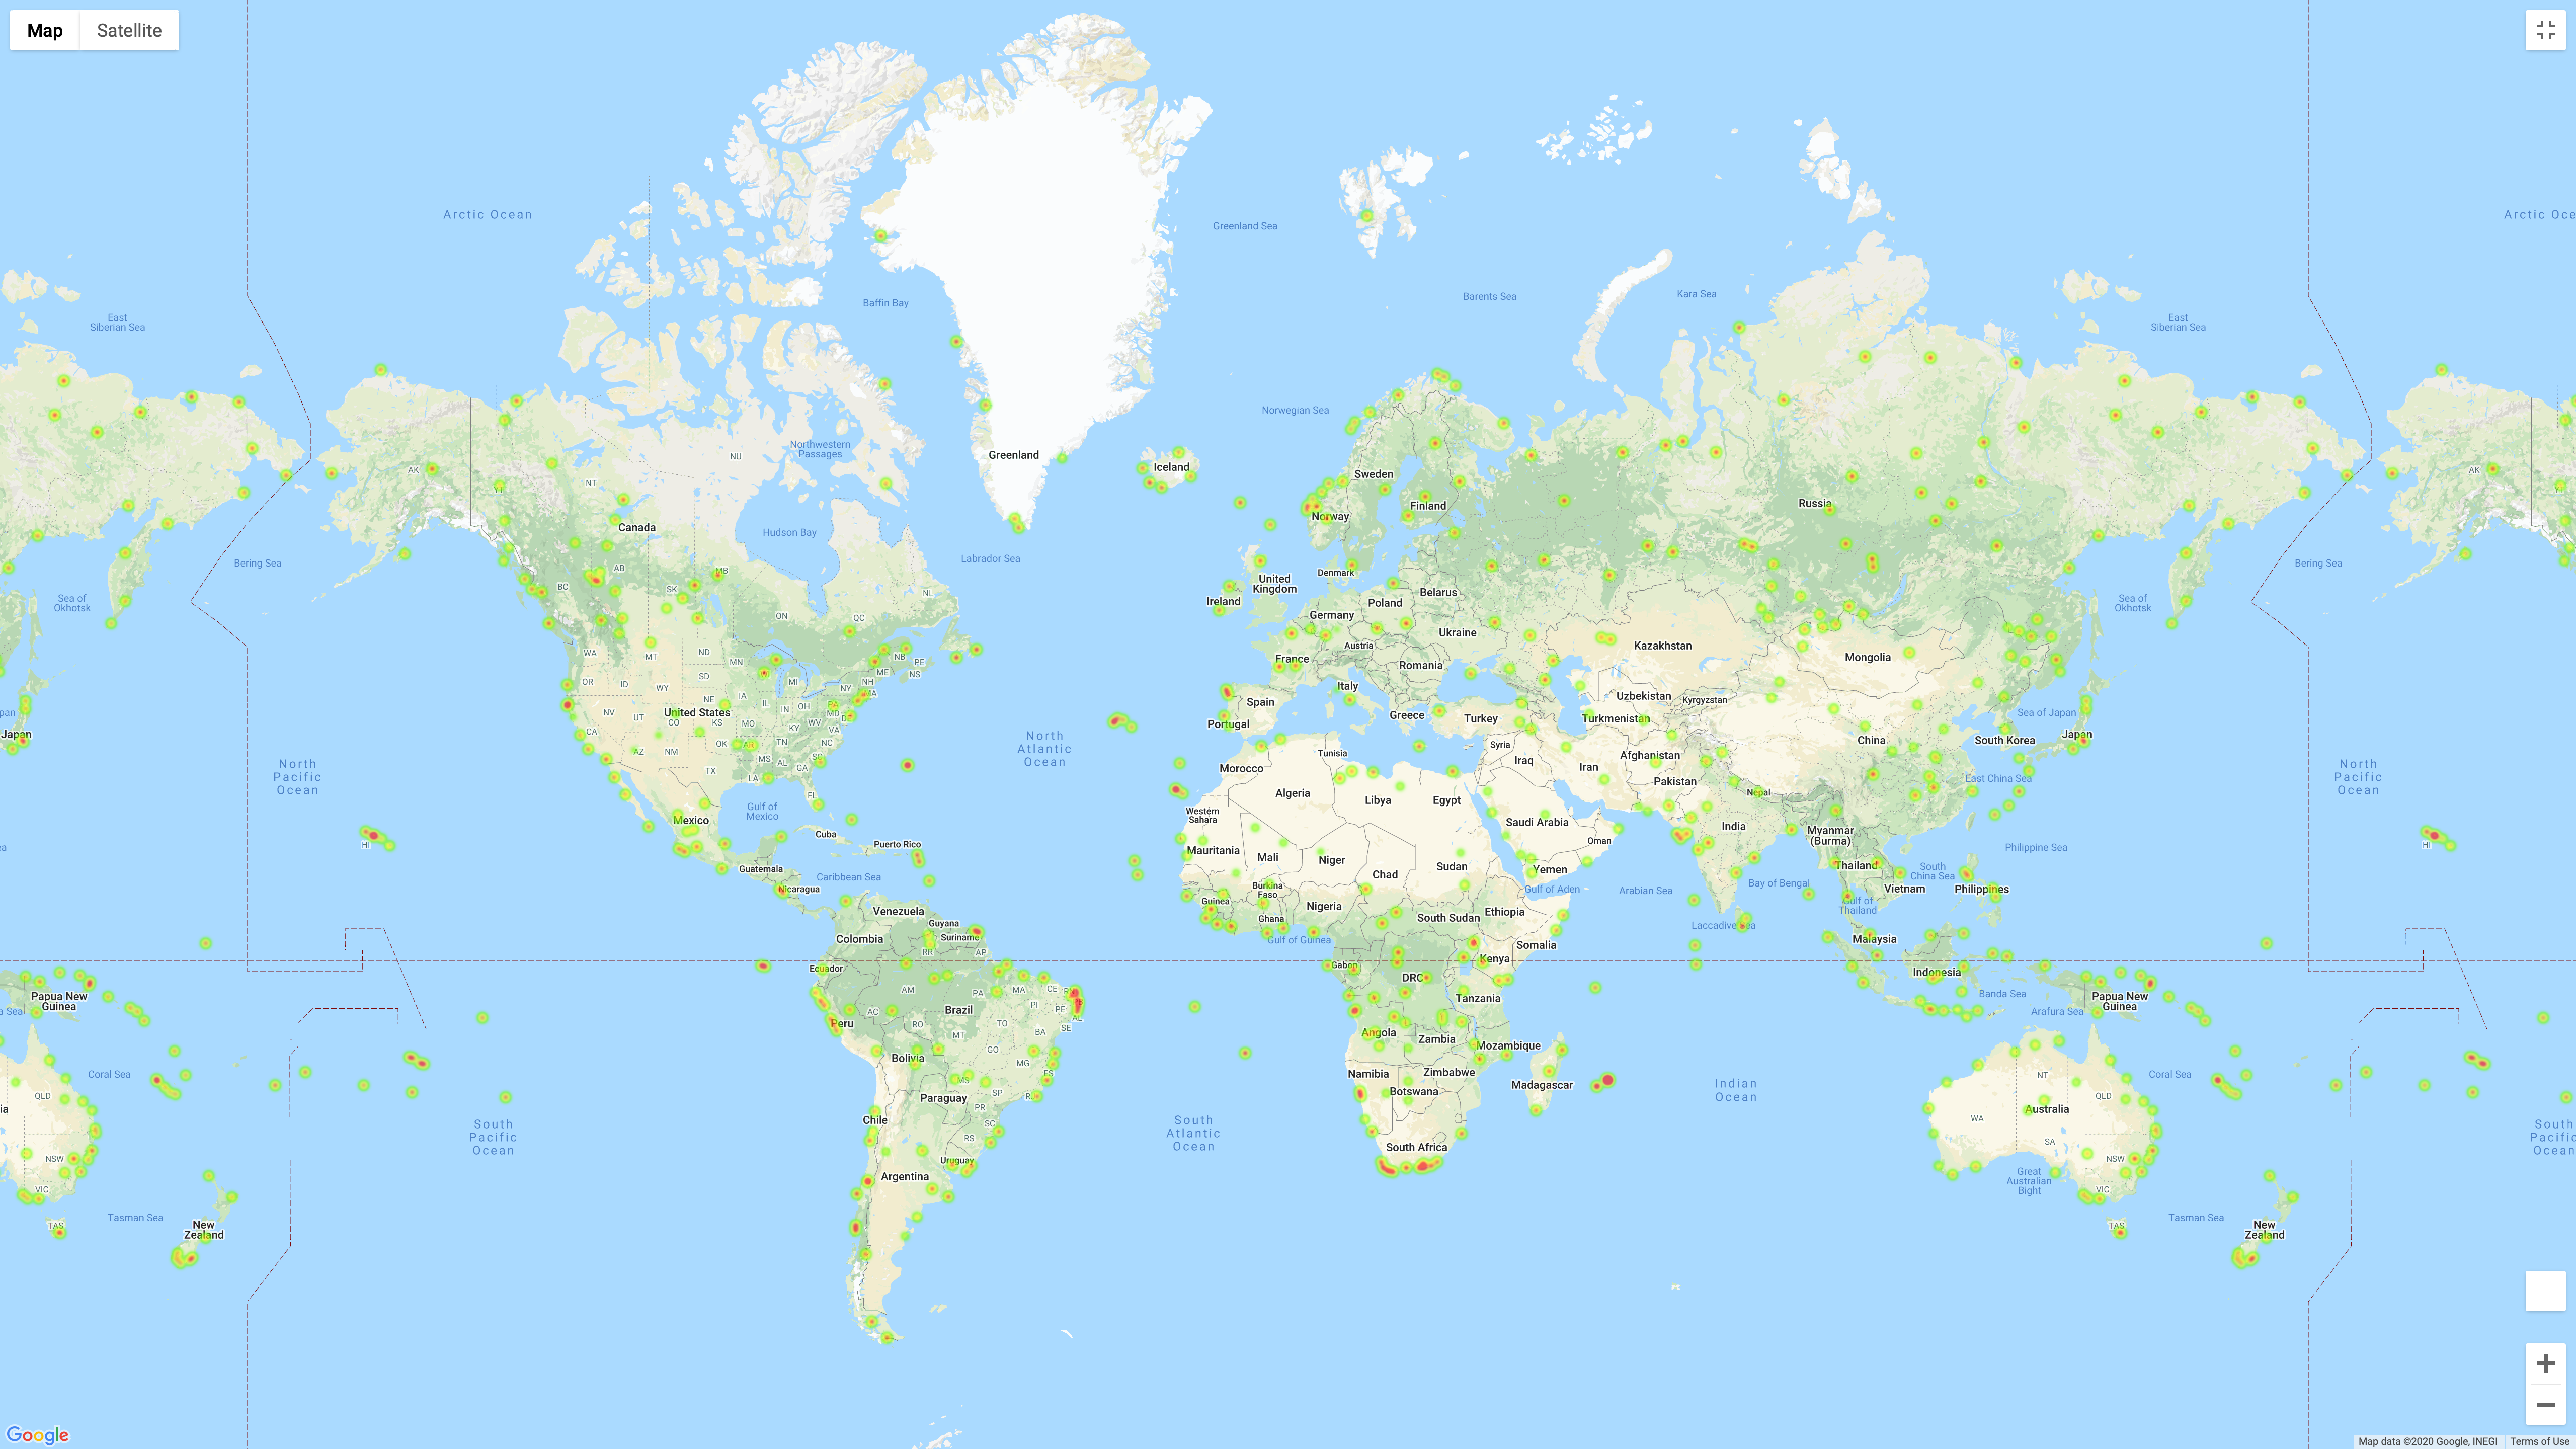 Map Satellite
Arctic Ocean
Arctic Oce
Greenland Sea
Baffin Bay
Barents Sea
Kara Sea
East
Siberian Sea
East
Siberian Sea
Norwegian Sea
Northwestern
Passages
NU
Greenland
Iceland
AK
NT
YT
Sweden
Finland
Norway
Russia
AK
YT
Canada
Hudson Bay
Labrador Sea
Bering Sea
Bering Sea
BC
AB
MB
SK
Denmark
United
Kingdom
Ireland
Belarus
Poland
Germany
Sea of
Okhotsk
Sea of
Okhotsk
NL
ON
QC
Ukraine
Austria
Kazakhstan
Mongolia
WA
MT
ND
MN
NB
PE
NS
ME
France
Romania
OR
ID
WY
SD
WI
MI
NH
MA
NY
Italy
Uzbekistan
Kyrgyzstan
NV
UT
CO
United States
NE
IA
IL
IN
OH
PA
MD
DE
KS
MO
KY
WV
VA
Spain
Portugal
Greece
Turkey
Turkmenistan
Sea of Japan
Japan
pan
Japan
CA
AZ
NM
OK
AR
TN
NC
SC
MS
AL
GA
TX
LA
FL
North
Atlantic
Ocean
China
South Korea
Tunisia
Syria
Iraq
Iran
Afghanistan
Pakistan
Morocco
North
Pacific
Ocean
North
Pacific
Ocean
East China Sea
Algeria
Libya
Egypt
Nepal
Western
Sahara
Gulf of
Mexico
Mexico
Cuba
Saudi Arabia
India
Myanmar
(Burma)
Oman
HI
HI
Puerto Rico
Philippine Sea
Mauritania
Mali
Niger
Sudan
Chad
Yemen
Thailand
South
China Sea
Guatemala
Caribbean Sea
Nicaragua
Burkina
Faso
Gulf of Aden
Arabian Sea
Bay of Bengal
Vietnam
Philippines
Guinea
Nigeria
Ghana
South Sudan
Ethiopia
Gulf of
Thailand
Venezuela
Guyana
Suriname
Colombia
Gulf of Guinea
Somalia
Laccadive Sea
Malaysia
RR
AP
Ecuador
Gabon
Kenya
DRC
Indonesia
AM
PA
MA
CE
PI
PE
AL
SE
Papua New
Guinea
Papua New
Guinea
Banda Sea
Arafura Sea
a Sea
Tanzania
Peru
AC
Brazil
RO
TO
BA
MT
Angola
Zambia
Mozambique
Bolivia
GO
MG
ES
MS
Coral Sea
Coral Sea
Namibia
Zimbabwe
Botswana
Madagascar
Indian
Ocean
NT
QLD
QLD
WA
Australia
ia
SA
Paraguay
SP
PR
SC
RS
Chile
South
Pacific
Ocean
South
Atlantic
Ocean
South
Pacific
Ocean
South Africa
NSW
NSW
Uruguay
Argentina
Great
Australian
Bight
VIC
VIC
TAS
TAS
Tasman Sea
Tasman Sea
New
Zealand
New
Zealand
Google
Map data ©2020 Google, INEGI Terms of Use